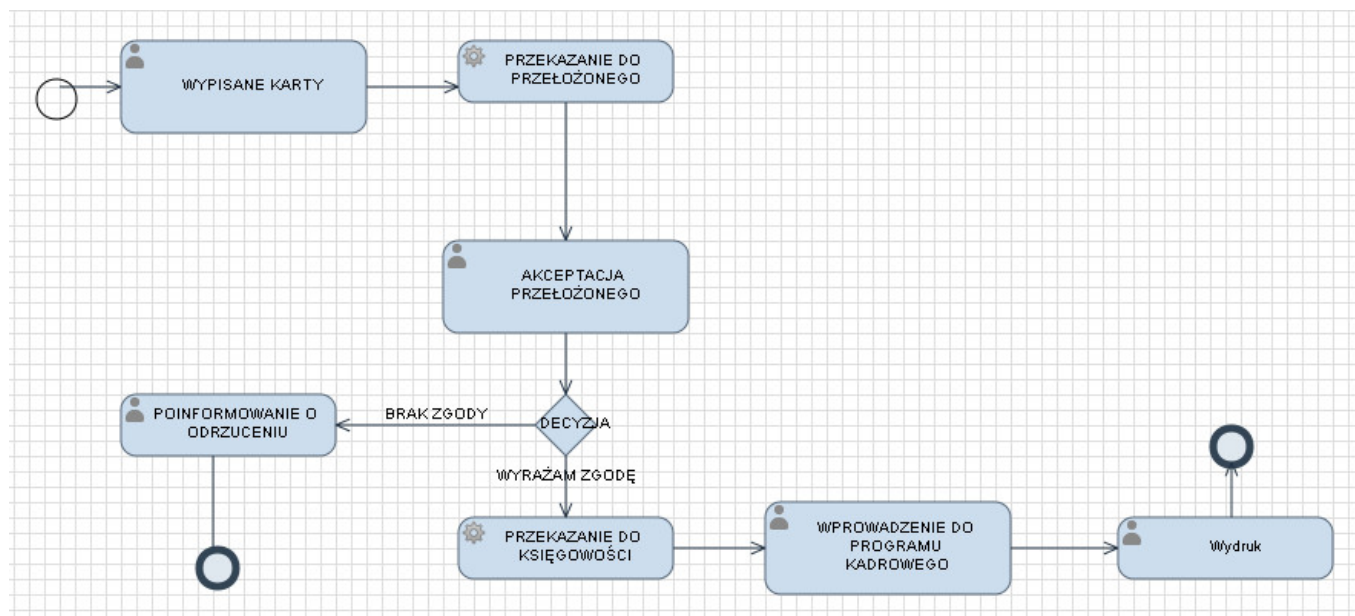 WYPISANE KARTY
PRZEKAZANIE DO
PRZEŁOŻONEGO
AKCEPTACJA
PRZEŁOŻONEGO
DECYZJA
BRAK ZGODY
POINFORMOWANIE O
ODRZUCENIU
WYRAŻAM ZGODĘ
PRZEKAZANIE DO
KSIĘGOWOŚCI
WPROWADZENIE DO
PROGRAMU
KADROWEGO
Wydruk